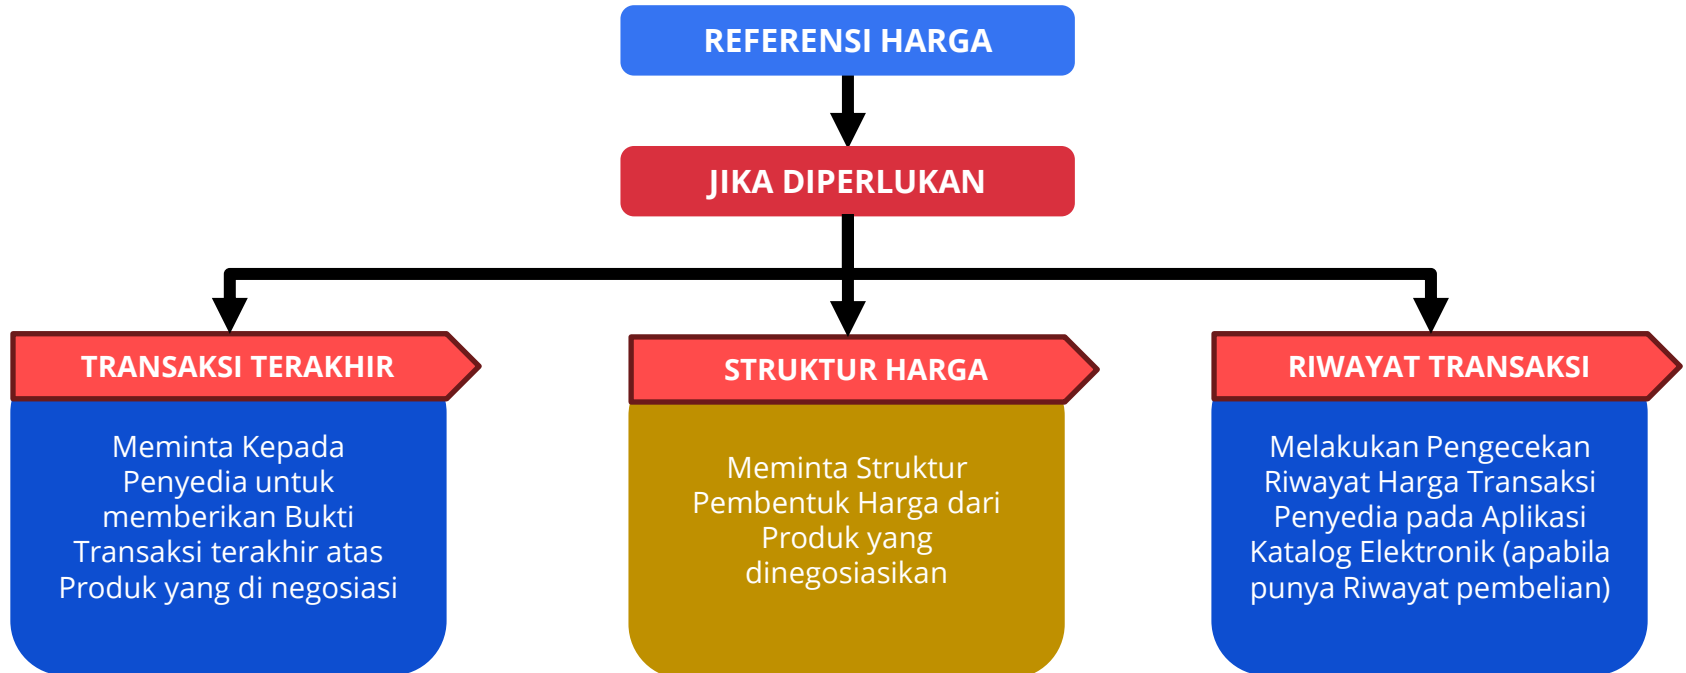 REFERENSI HARGA
JIKA DIPERLUKAN
TRANSAKSI TERAKHIR
Meminta Kepada
Penyedia untuk
memberikan Bukti
Transaksi terakhir atas
Produk yang di negosiasi
STRUKTUR HARGA
Meminta Struktur
Pembentuk Harga dari
Produk yang
dinegosiasikan
RIWAYAT TRANSAKSI
Melakukan Pengecekan
Riwayat Harga Transaksi
Penyedia pada Aplikasi
Katalog Elektronik (apabila
punya Riwayat pembelian)